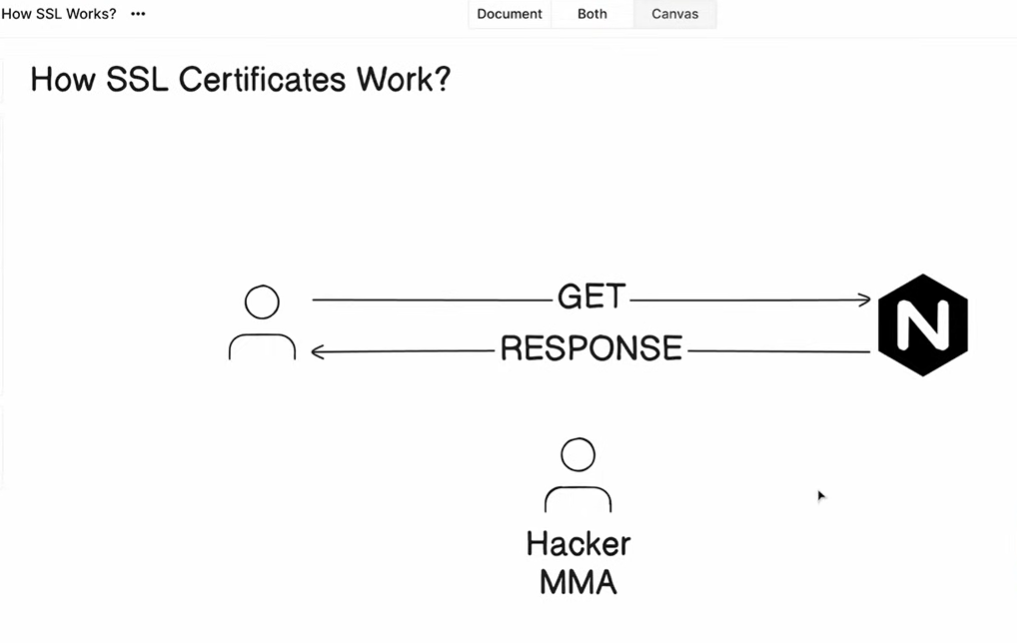 How SSL Works? •••
Document
Both
Canvas
How SSL Certificates Work?
GET
RESPONSE
N
Hacker
MMA